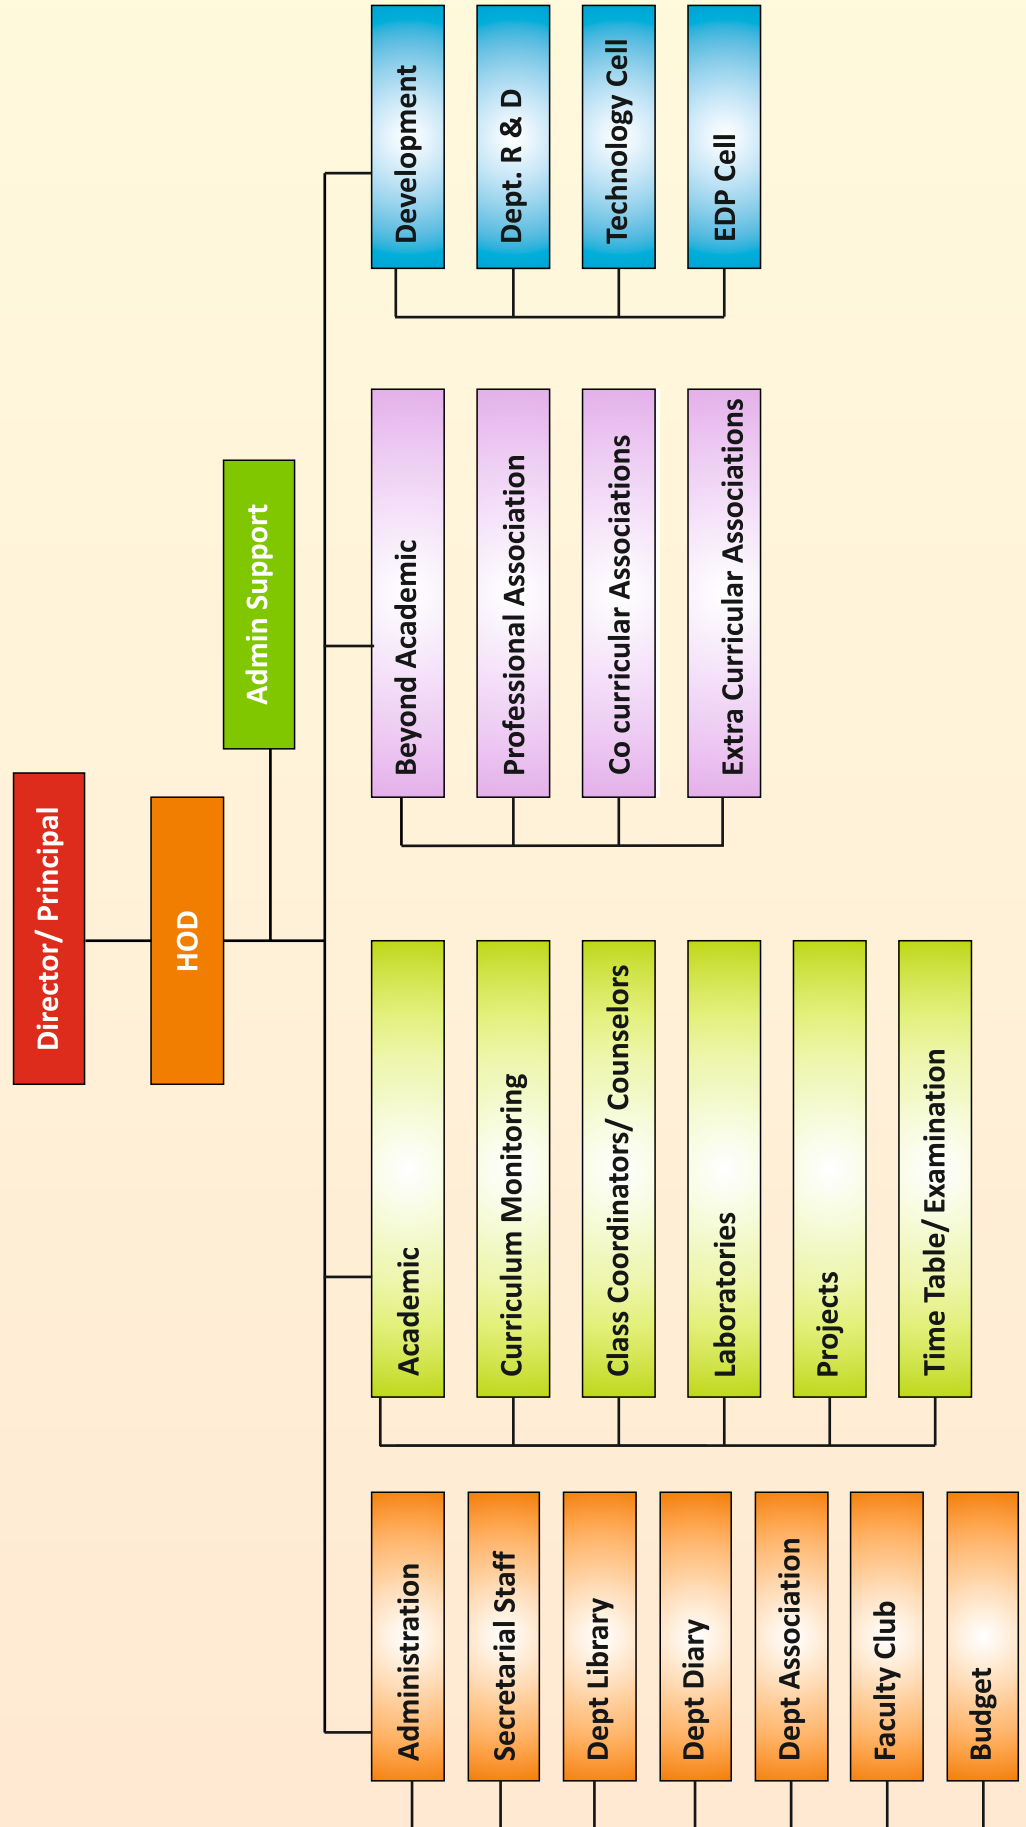 Director/ Principal
HOD
Admin Support
Administration
Secretarial Staff
Dept Library
Dept Diary
Dept Association
Faculty Club
Budget
Academic
Curriculum Monitoring
Class Coordinators/ Counselors
Laboratories
Projects
Time Table/ Examination
Beyond Academic
Professional Association
Co curricular Associations
Extra Curricular Associations
Development
Dept. R & D
Technology Cell
EDP Cell